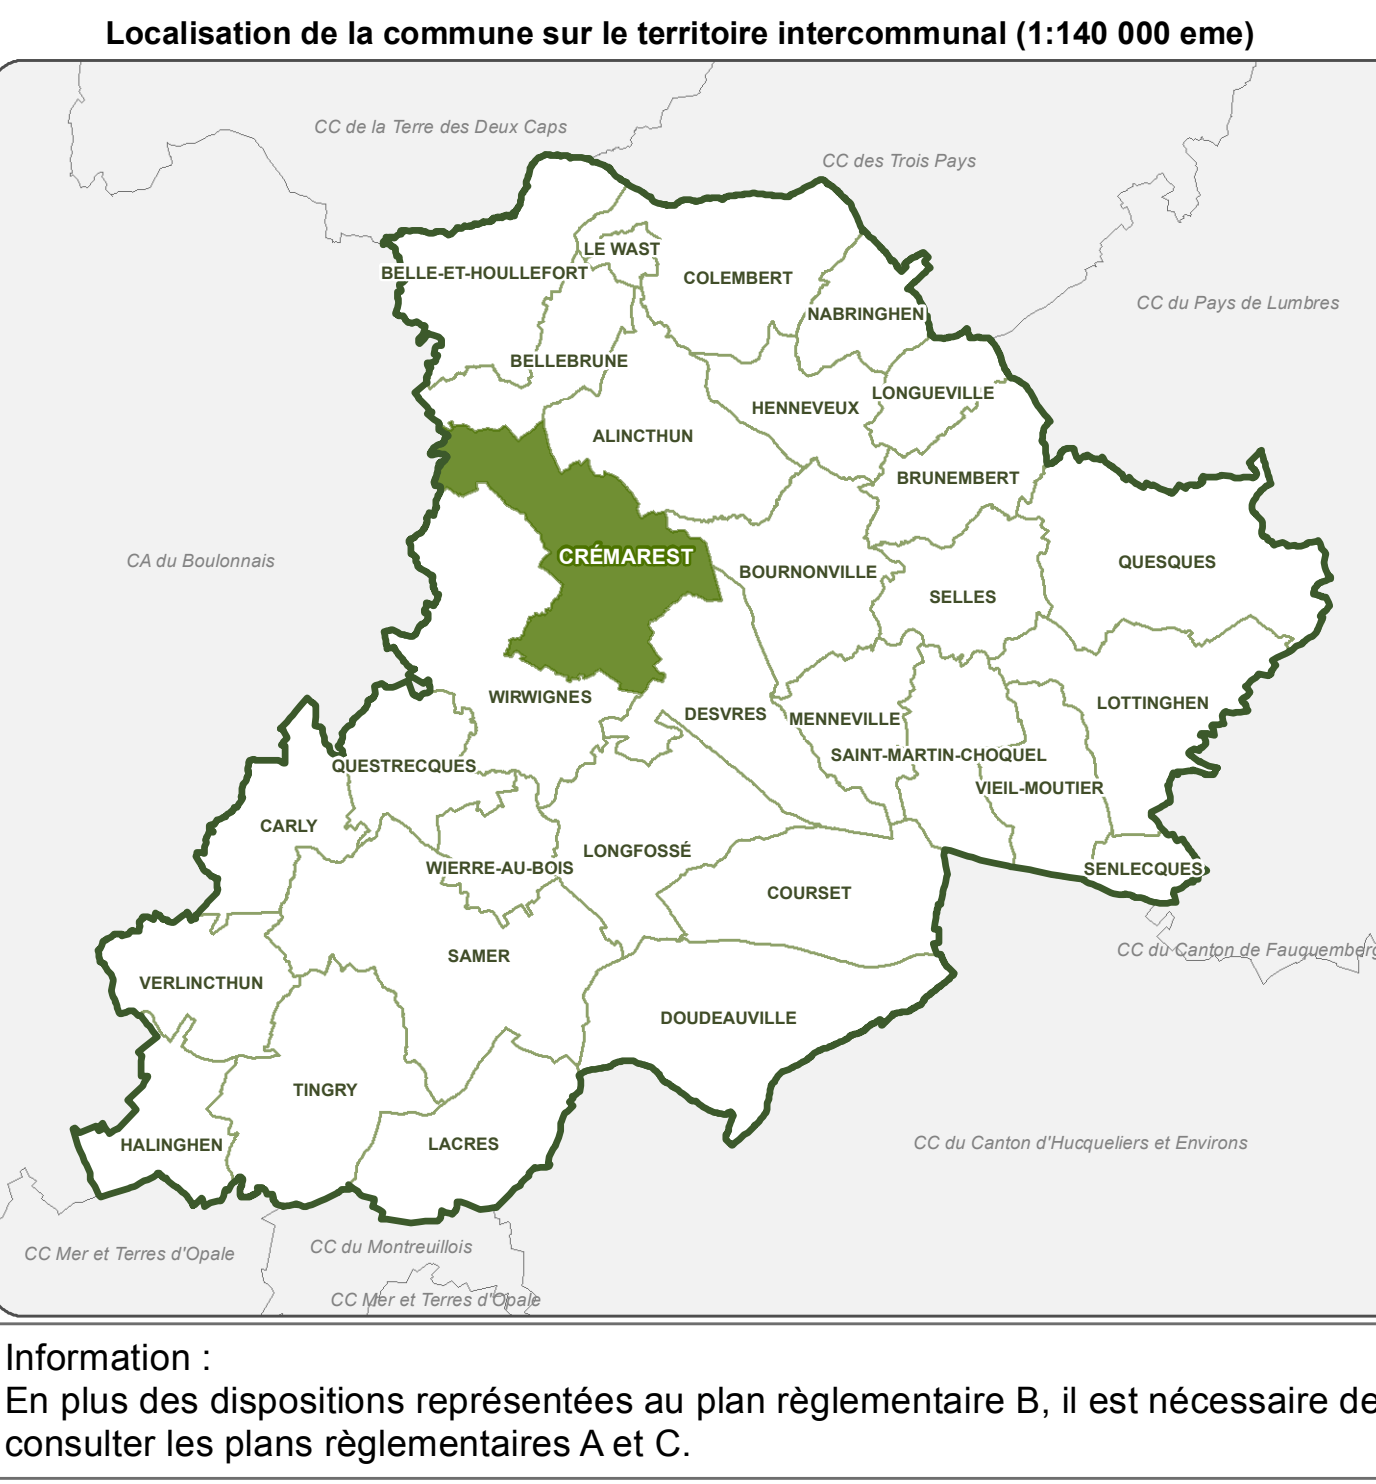 Localisation de la commune sur le territoire intercommunal (1:140 000 eme)
CC de la Terre des Deux Caps
CC des Trois Pays
LE WAST
BELLE-ET-HOULLEFORT
COLEMBERT
CC du Pays de Lumbres
NABRINGHEN
BELLEBRUNE
LONGUEVILLE
HENNEVEUX
ALINCTHUN
BRUNEMBERT
CRÉMAREST
CA du Boulonnais
QUESQUES
BOURNONVILLE
SELLES
WIRWIGNES
LOTTINGHEN
DESVRES
MENNEVILLE
SAINT-MARTIN-CHOQUEL
QUESTRECQUES
VIEIL-MOUTIER
CARLY
LONGFOSSÉ
WIERRE-AU-BOIS
SENLECQUES
COURSET
CC du Canton de Fauquemberg
SAMER
VERLINCTHUN
DOUDEAUVILLE
TINGRY
HALINGHEN
LACRES
CC du Canton d'Hucqueliers et Environs
CC du Montreuillois
CC Mer et Terres d'Opale
CC Mer et Terres d'Opale
Information :
En plus des dispositions représentées au plan règlementaire B, il est nécessaire de
consulter les plans règlementaires A et C.